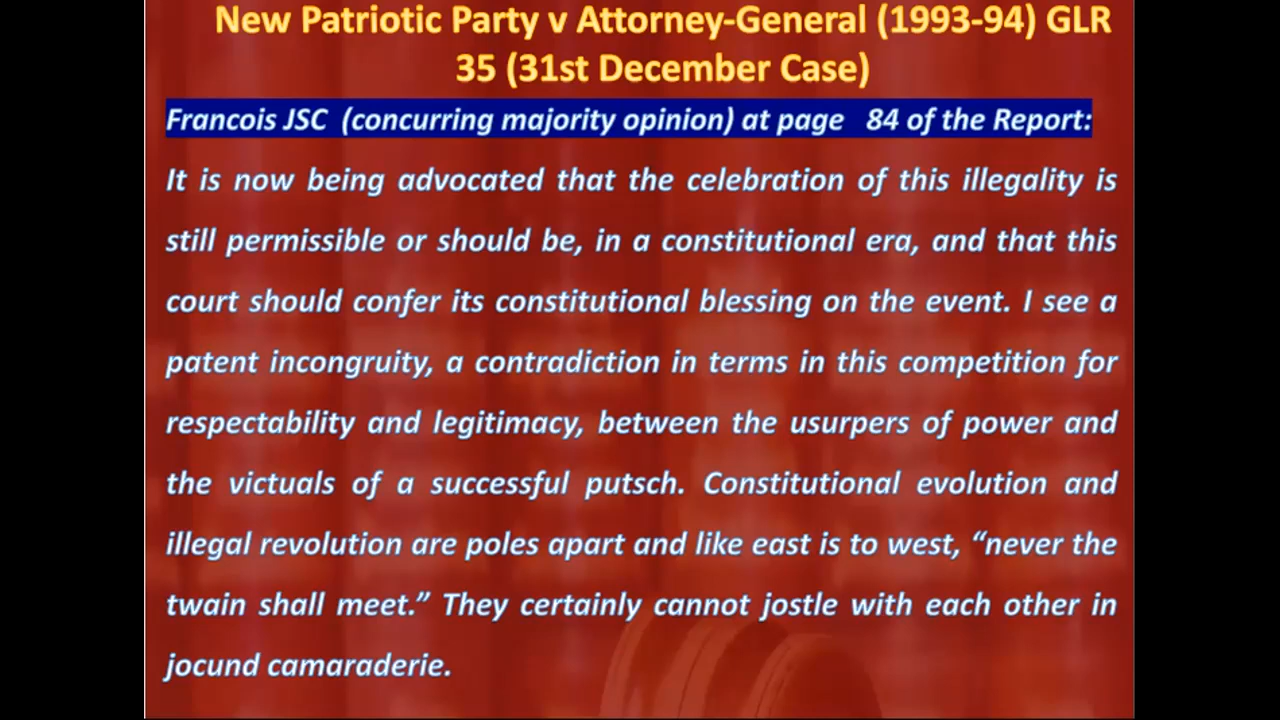 New Patriotic Party v Attorney-General (1993-94) GLR
35 (31st December Case)
Francois JSC (concurring majority opinion) at page 84 of the Report:
It is now being advocated that the celebration of this illegality is
still permissible or should be, in a constitutional era, and that this
court should confer its constitutional blessing on the event. I see a
patent incongruity, a contradiction in terms in this competition for
respectability and legitimacy, between the usurpers of power and
the victuals of a successful putsch. Constitutional evolution and
illegal revolution are poles apart and like east is to west, “never the
twain shall meet.” They certainly cannot jostle with each other in
jocund camaraderie.